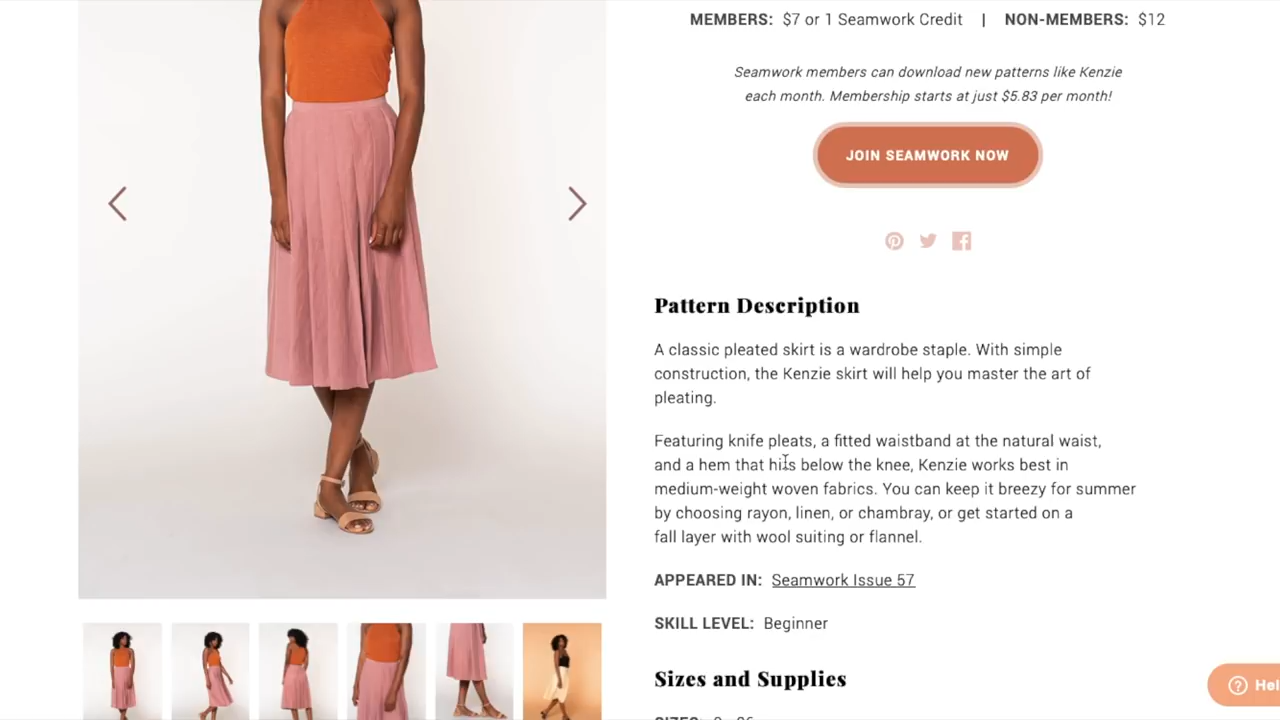 MEMBERS: $7 or 1 Seamwork Credit | NON-MEMBERS: $12
Seamwork members can download new patterns like Kenzie
each month. Membership starts at just $5.83 per month!
JOIN SEAMWORK NOW
Pattern Description
A classic pleated skirt is a wardrobe staple. With simple
construction, the Kenzie skirt will help you master the art of
pleating.
Featuring knife pleats, a fitted waistband at the natural waist,
and a hem that hits below the knee, Kenzie works best in
medium-weight woven fabrics. You can keep it breezy for summer
by choosing rayon, linen, or chambray, or get started on a
fall layer with wool suiting or flannel.
APPEARED IN: Seamwork Issue 57
SKILL LEVEL: Beginner
Sizes and Supplies
Hel